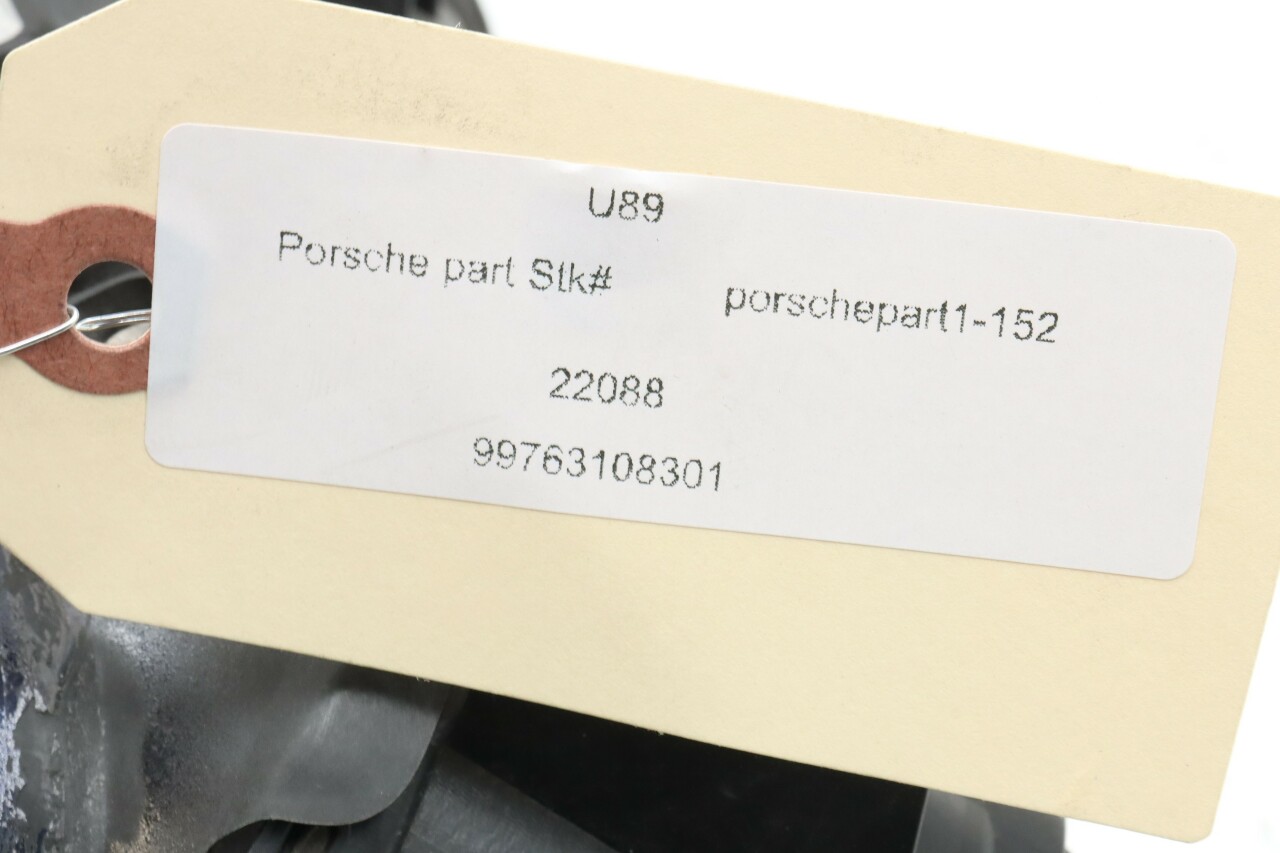 U89
Porsche part Stk# porschepart1-152
22088
99763108301